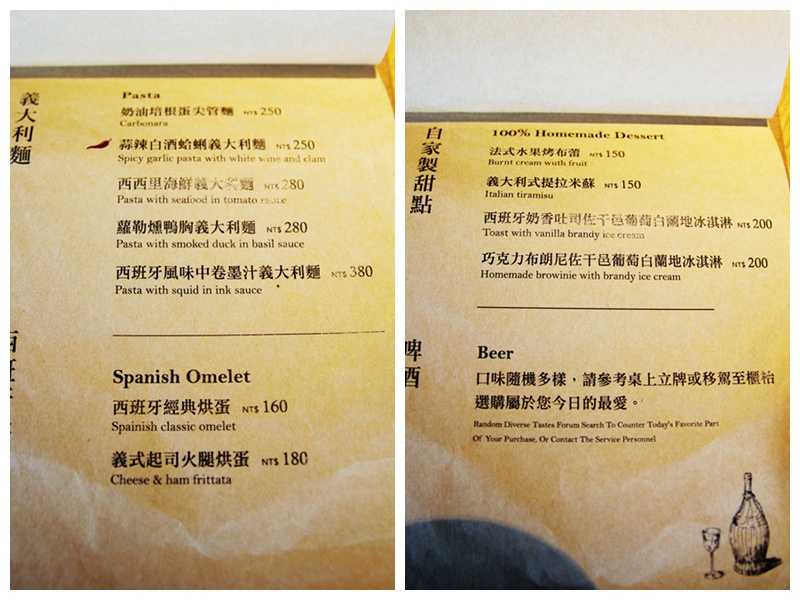 義大利麵
Pasta
奶油培根蛋尖管麵 NT$ 250
Carbonara
蒜辣白酒蛤蜊義大利麵 NT$ 250
Spicy garlic pasta with white wine and clam
西西里海鮮義大利麵 NT$ 280
Pasta with seafood in tomato sauce
蘿勒燻鴨胸義大利麵 NT$ 280
Pasta with smoked duck in basil sauce
西班牙風味中卷墨汁義大利麵 NT$ 380
Pasta with squid in ink sauce
Spanish Omelet
西班牙經典烘蛋 NT$ 160
Spainish classic omelet
義式起司火腿烘蛋 NT$ 180
Cheese & ham frittata
自家製甜點
100% Homemade Dessert
法式水果烤布蕾 NT$ 150
Burnt cream wuth fruit
義大利式提拉米蘇 NT$ 150
Italian tiramisu
西班牙奶香吐司佐干邑葡萄白蘭地冰淇淋 NT$ 200
Toast with vanilla brandy ice cream
巧克力布朗尼佐干邑葡萄白蘭地冰淇淋 NT$ 200
Homemade browinie with brandy ice cream
啤酒
Beer
口味隨機多樣，請參考桌上立牌或移駕至櫃枱
選購屬於您今日的最愛。
Random Diverse Tastes Forum Search To Counter Today's Favorite Part
Of Your Purchase, Or Contact The Service Personnel